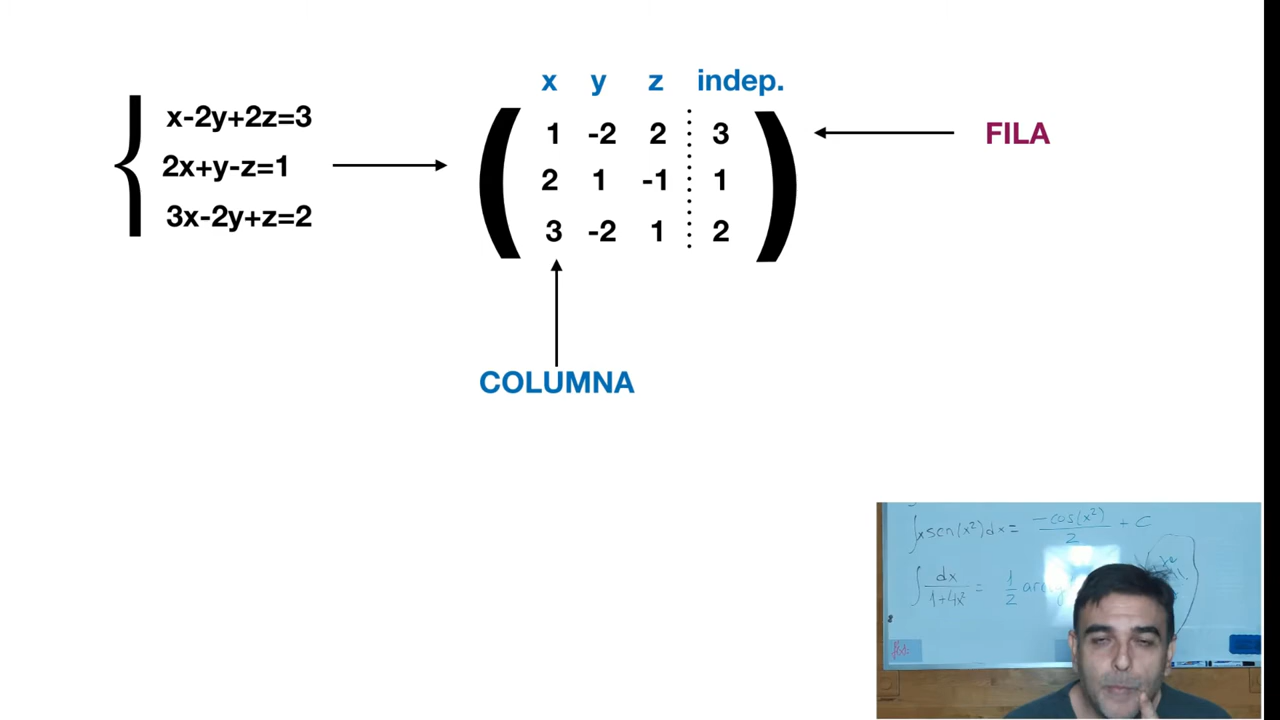 x y z indep.
x-2y+2z=3
2x+y-z=1
3x-2y+z=2
1 -2 2 3
2 1 -1 1
3 -2 1 2
FILA
COLUMNA
∫xsen(x²)dx= -cos(x²)/2 + C
∫dx/1+4x² = 1/2 arc